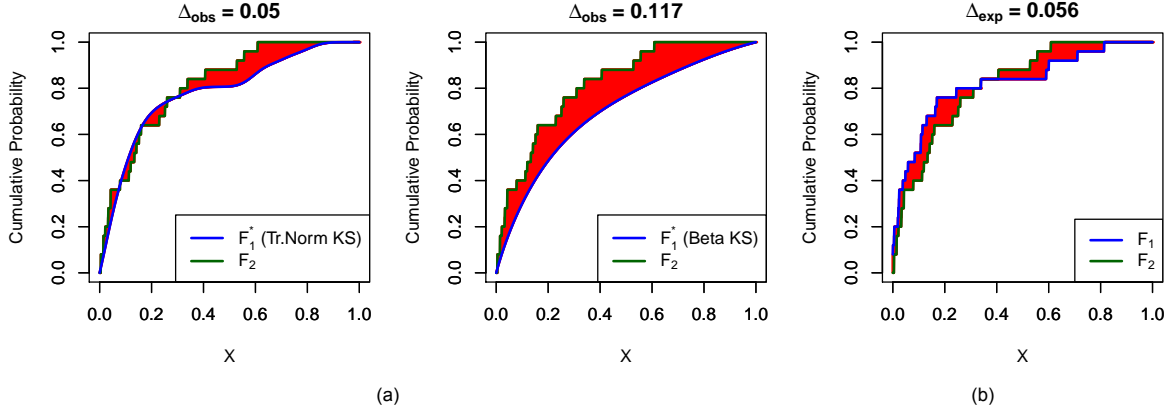 Δobs = 0.05
Cumulative Probability
1.0
0.8
0.6
0.4
0.2
0.0
F1* (Tr.Norm KS)
F2
0.0 0.2 0.4 0.6 0.8 1.0
X
Δobs = 0.117
Cumulative Probability
1.0
0.8
0.6
0.4
0.2
0.0
F1* (Beta KS)
F2
0.0 0.2 0.4 0.6 0.8 1.0
X
(a)
Δexp = 0.056
Cumulative Probability
1.0
0.8
0.6
0.4
0.2
0.0
F1
F2
0.0 0.2 0.4 0.6 0.8 1.0
X
(b)